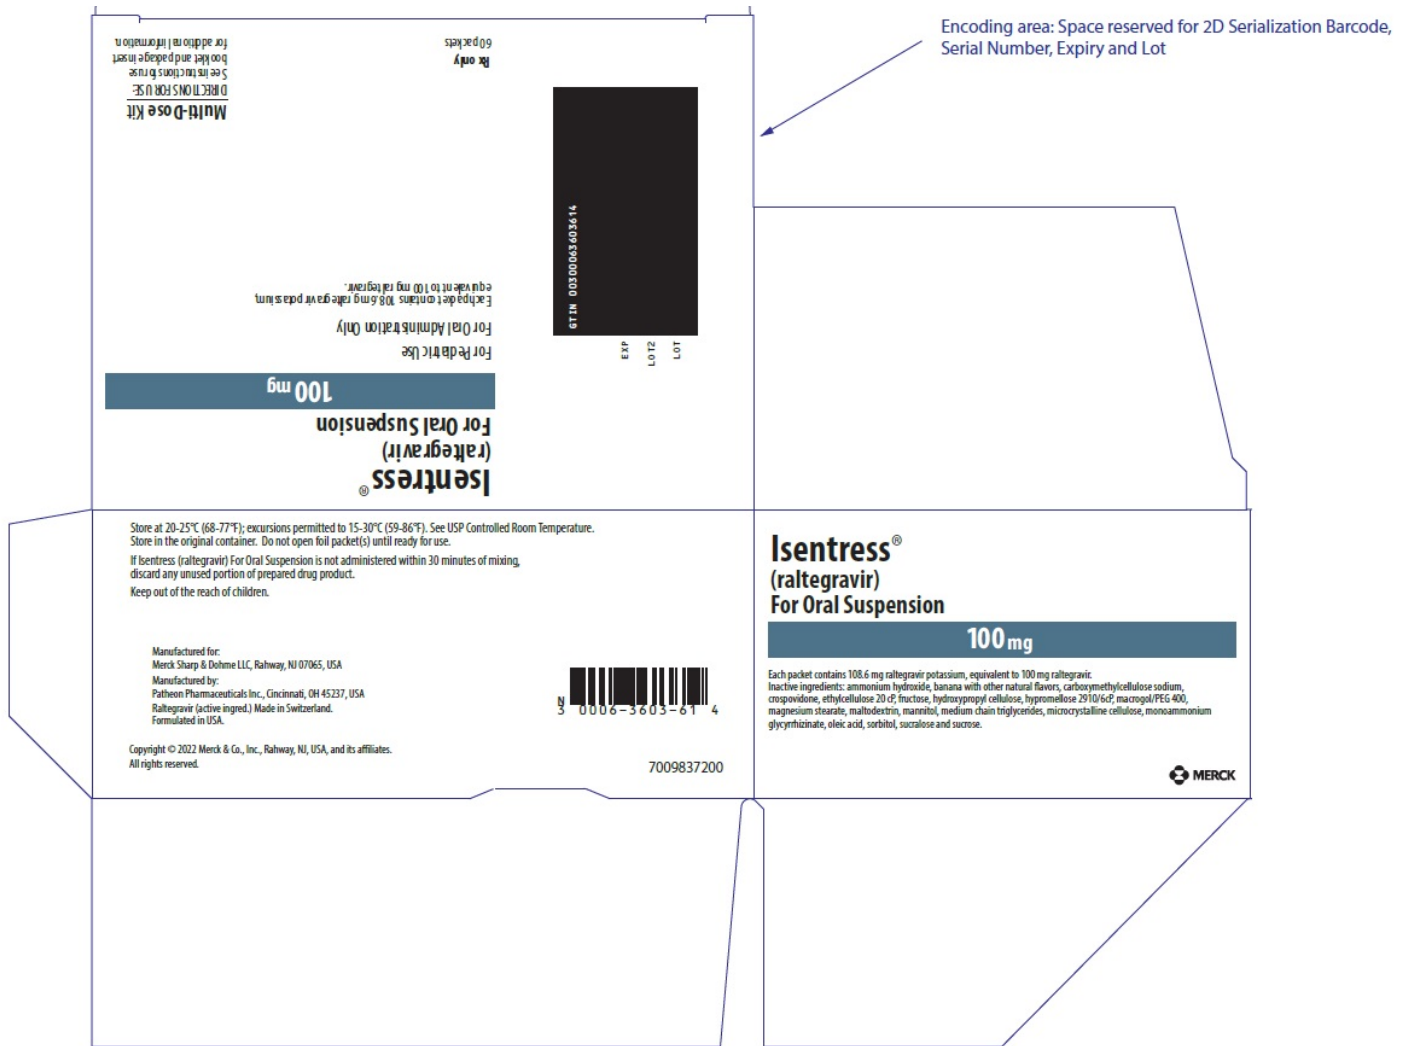 Encoding area: Space reserved for 2D Serialization Barcode,
Serial Number, Expiry and Lot
Isentress®
(raltegravir)
For Oral Suspension
100 mg
For Pediatric Use
For Oral Administration Only
Each packet contains 108.6 mg raltegravir potassium,
equivalent to 100 mg raltegravir.
Multi-Dose Kit
DIRECTIONS FOR USE:
See instructions for use
booklet and package insert
for additional information.
Rx only
60 packets
GTIN 00300063603614
EXP
LOT2
LOT
Store at 20-25°C (68-77°F); excursions permitted to 15-30°C (59-86°F). See USP Controlled Room Temperature.
Store in the original container. Do not open foil packet(s) until ready for use.
If Isentress (raltegravir) For Oral Suspension is not administered within 30 minutes of mixing,
discard any unused portion of prepared drug product.
Keep out of the reach of children.
Manufactured for:
Merck Sharp & Dohme LLC, Rahway, NJ 07065, USA
Manufactured by:
Patheon Pharmaceuticals Inc., Cincinnati, OH 45237, USA
Raltegravir (active ingred.) Made in Switzerland.
Formulated in USA.
Copyright © 2022 Merck & Co., Inc., Rahway, NJ, USA, and its affiliates.
All rights reserved.
N
3 0006-3603-61 4
7009837200
Isentress®
(raltegravir)
For Oral Suspension
100 mg
Each packet contains 108.6 mg raltegravir potassium, equivalent to 100 mg raltegravir.
Inactive ingredients: ammonium hydroxide, banana with other natural flavors, carboxymethylcellulose sodium,
crospovidone, ethylcellulose 20 cP, fructose, hydroxypropyl cellulose, hypromellose 2910/6cP, macrogol/PEG 400,
magnesium stearate, maltodextrin, mannitol, medium chain triglycerides, microcrystalline cellulose, monoammonium
glycyrrhizinate, oleic acid, sorbitol, sucralose and sucrose.
MERCK